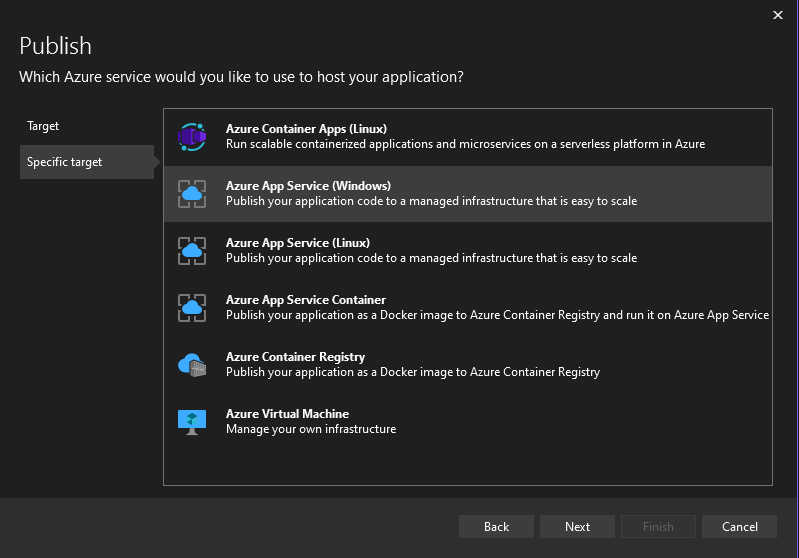 Publish
Which Azure service would you like to use to host your application?
Target
Specific target
Azure Container Apps (Linux)
Run scalable containerized applications and microservices on a serverless platform in Azure
Azure App Service (Windows)
Publish your application code to a managed infrastructure that is easy to scale
Azure App Service (Linux)
Publish your application code to a managed infrastructure that is easy to scale
Azure App Service Container
Publish your application as a Docker image to Azure Container Registry and run it on Azure App Service
Azure Container Registry
Publish your application as a Docker image to Azure Container Registry
Azure Virtual Machine
Manage your own infrastructure
Back
Next
Finish
Cancel